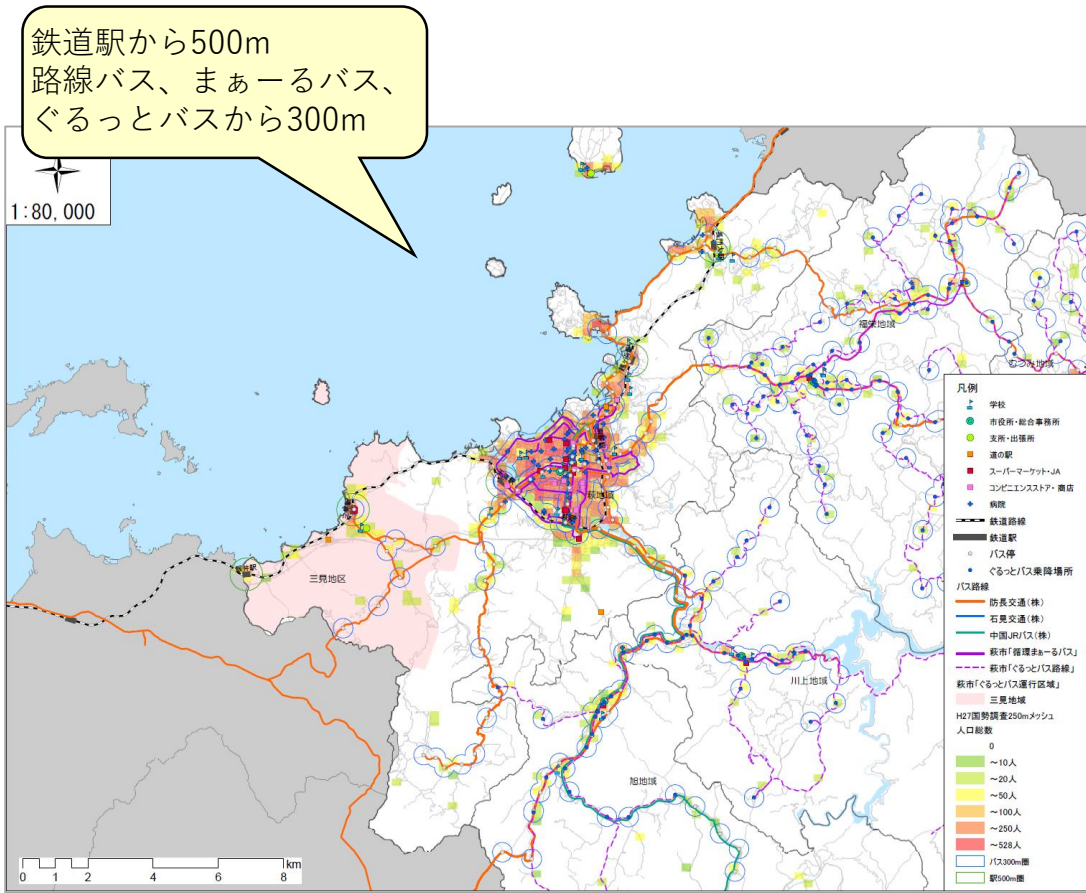 鉄道駅から500m
路線バス、まぁーるバス、
ぐるっとバスから300m
1:80,000
福栄地域
むつみ地域
萩地域
三見地区
川上地域
旭地域
凡例
学校
市役所・総合事務所
支所・出張所
道の駅
スーパーマーケット・JA
コンビニエンスストア・商店
病院
鉄道路線
鉄道駅
バス停
ぐるっとバス乗降場所
バス路線
防長交通(株)
石見交通(株)
中国JRバス(株)
萩市「循環まぁーるバス」
萩市「ぐるっとバス路線」
萩市「ぐるっとバス運行区域」
三見地域
H27国勢調査250mメッシュ
人口総数
0
～10人
～20人
～50人
～100人
～250人
～528人
バス300m圏
駅500m圏
km
0 1 2 4 6 8